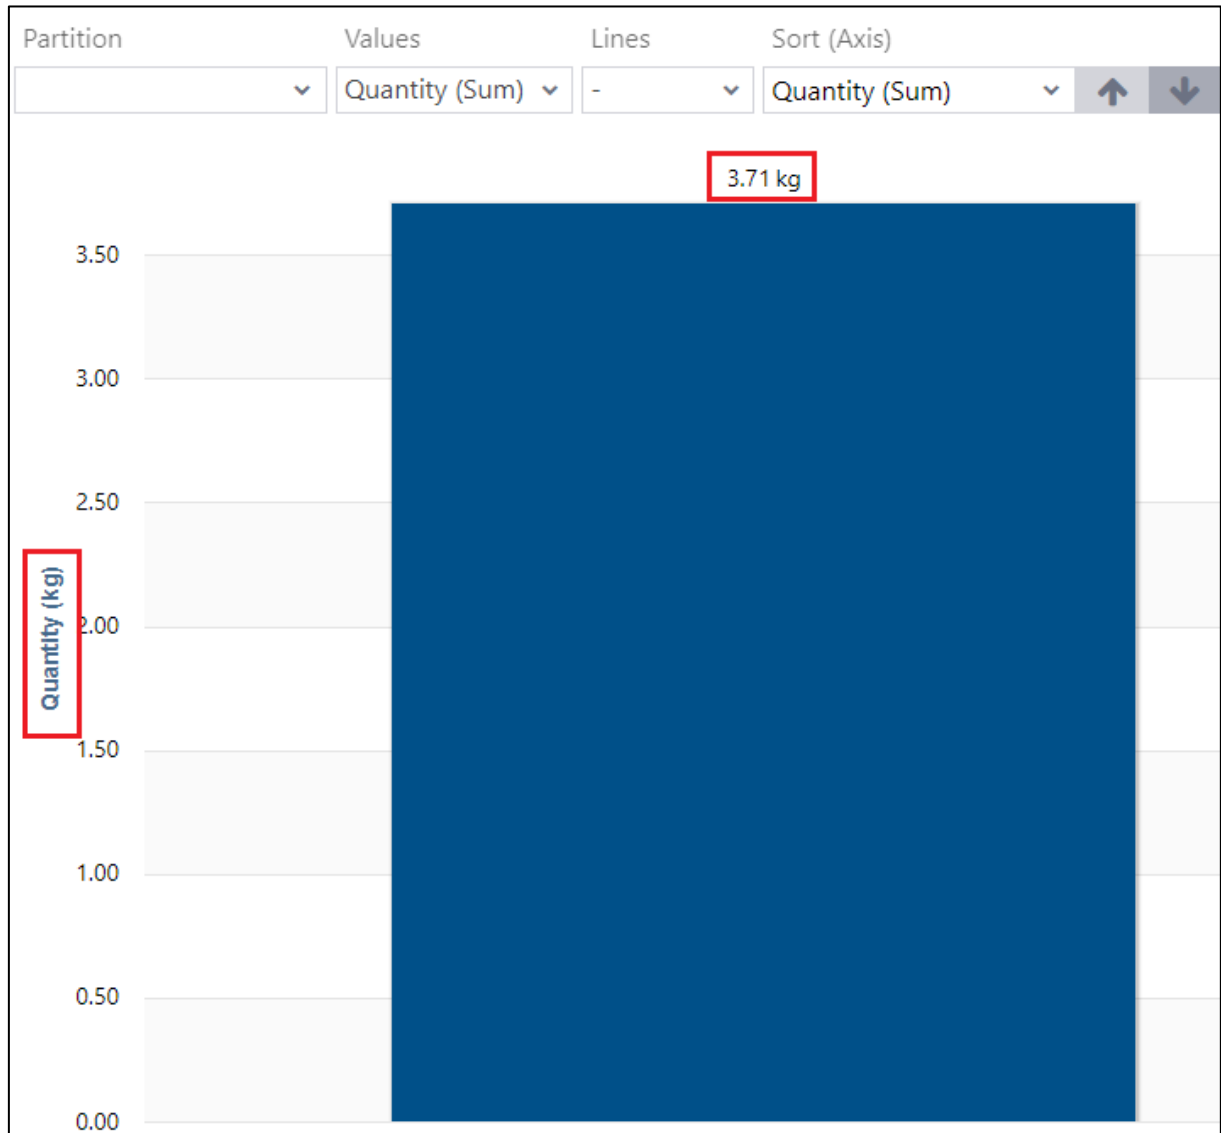 Partition Values Lines Sort (Axis)
Quantity (Sum) - Quantity (Sum)
3.71 kg
3.50
3.00
2.50
Quantity (kg)
2.00
1.50
1.00
0.50
0.00